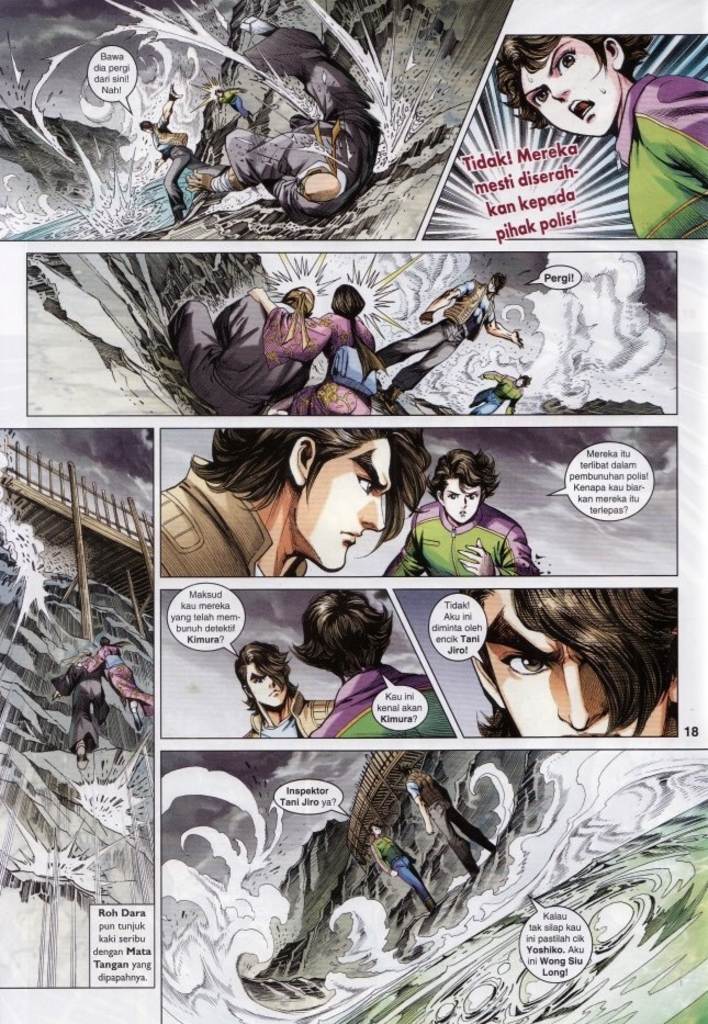 Bawa
dia pergi
dari sini!
Nah!
Tidak! Mereka
mesti diserah-
kan kepada
pihak polis!
Pergi!
Mereka itu
terlibat dalam
pembunuhan polis!
Kenapa kau biar-
kan mereka itu
terlepas?
Maksud
kau mereka
yang telah mem-
bunuh detektif
Kimura?
Kau ini
kenal akan
Kimura?
Tidak!
Aku ini
diminta oleh
encik Tani
Jiro!
18
Roh Dara
pun tunjuk
kaki seribu
dengan Mata
Tangan yang
dipapahnya.
Inspektor
Tani Jiro ya?
Kalau
tak silap kau
ini pastilah cik
Yoshiko. Aku
ini Wong Siu
Long!